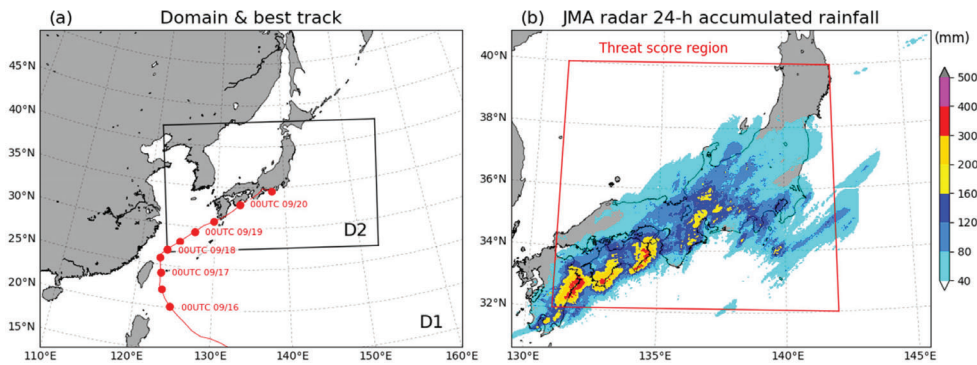 (a) Domain & best track
45°N
40°N
35°N
30°N
25°N
20°N
15°N
110°E 120°E 130°E 140°E 150°E 160°E
00UTC 09/20
00UTC 09/19
00UTC 09/18
00UTC 09/17
00UTC 09/16
D2
D1
(b) JMA radar 24-h accumulated rainfall
Threat score region
40°N
38°N
36°N
34°N
32°N
130°E 135°E 140°E 145°E
(mm)
500
400
300
200
160
120
80
40